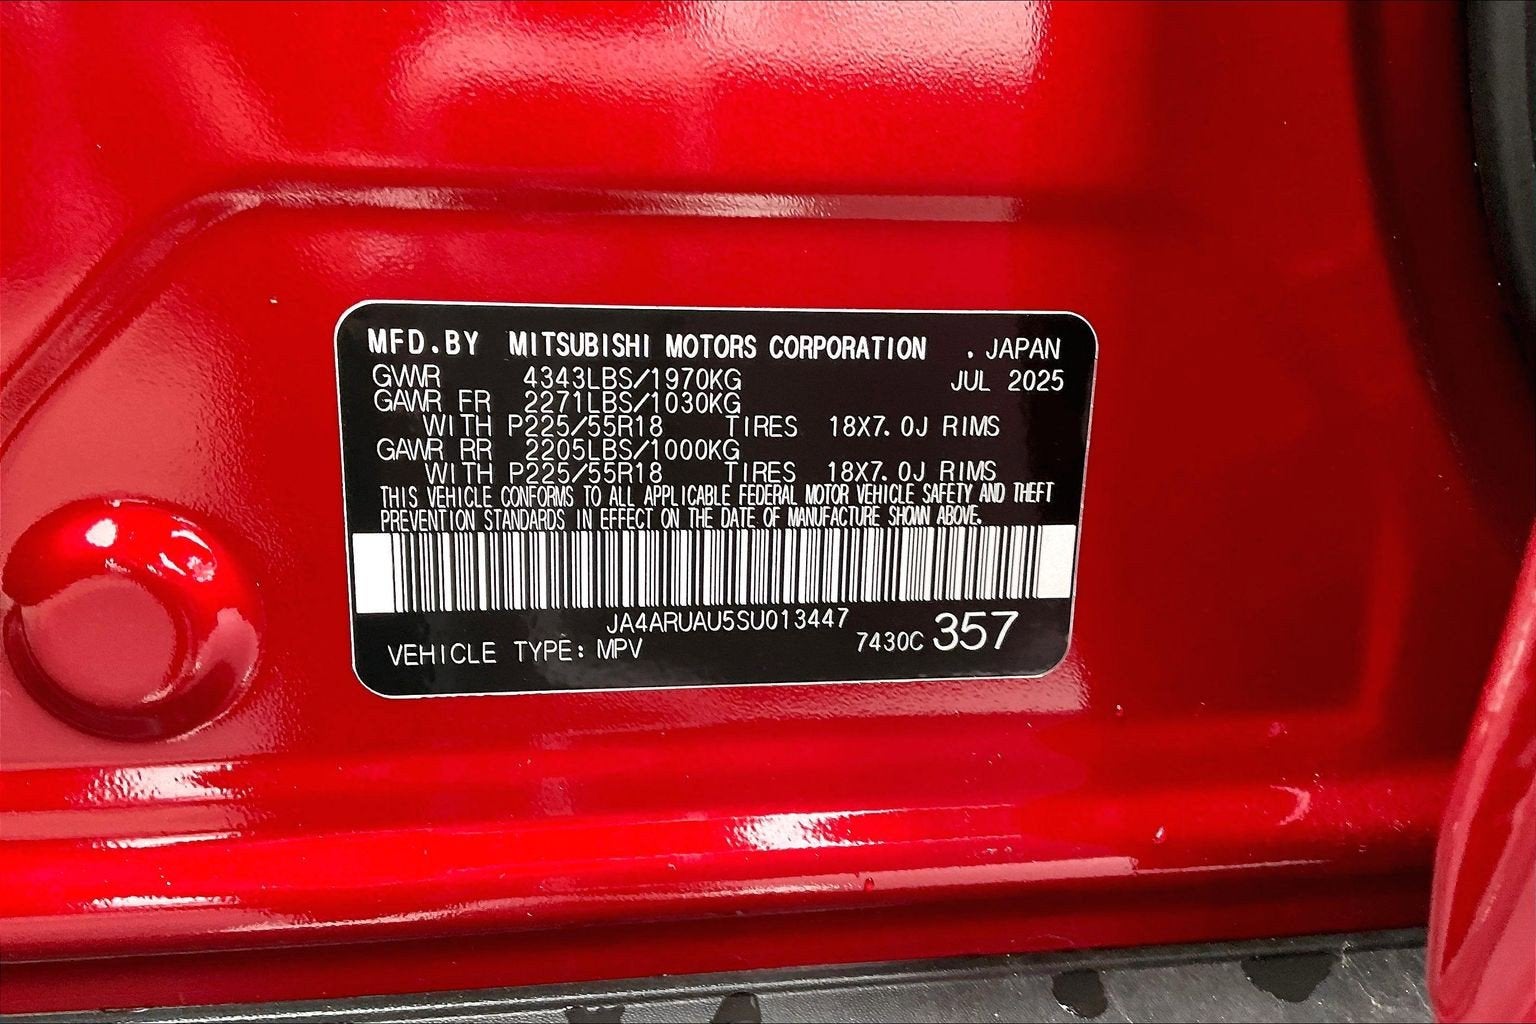 MFD.BY MITSUBISHI MOTORS CORPORATION . JAPAN
GVWR 4343LBS/1970KG JUL 2025
GAWR FR 2271LBS/1030KG
WITH P225/55R18 TIRES 18X7.0J RIMS
GAWR RR 2205LBS/1000KG
WITH P225/55R18 TIRES 18X7.0J RIMS
THIS VEHICLE CONFORMS TO ALL APPLICABLE FEDERAL MOTOR VEHICLE SAFETY AND THEFT
PREVENTION STANDARDS IN EFFECT ON THE DATE OF MANUFACTURE SHOWN ABOVE.
JA4ARUAU5SU013447
VEHICLE TYPE: MPV 7430C 357